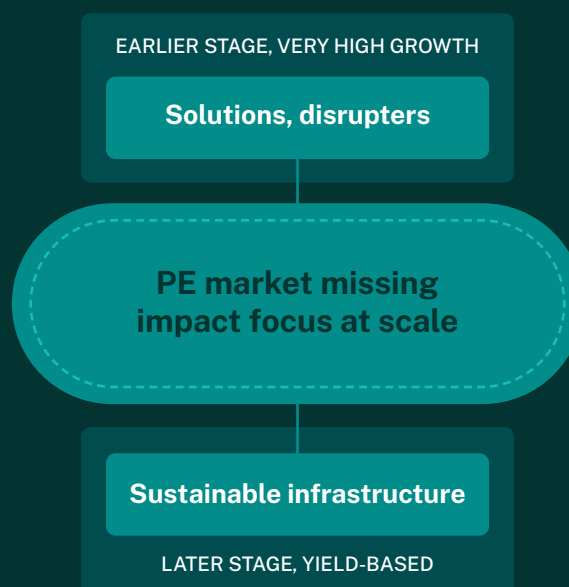 EARLIER STAGE, VERY HIGH GROWTH
Solutions, disrupters
PE market missing
impact focus at scale
Sustainable infrastructure
LATER STAGE, YIELD-BASED